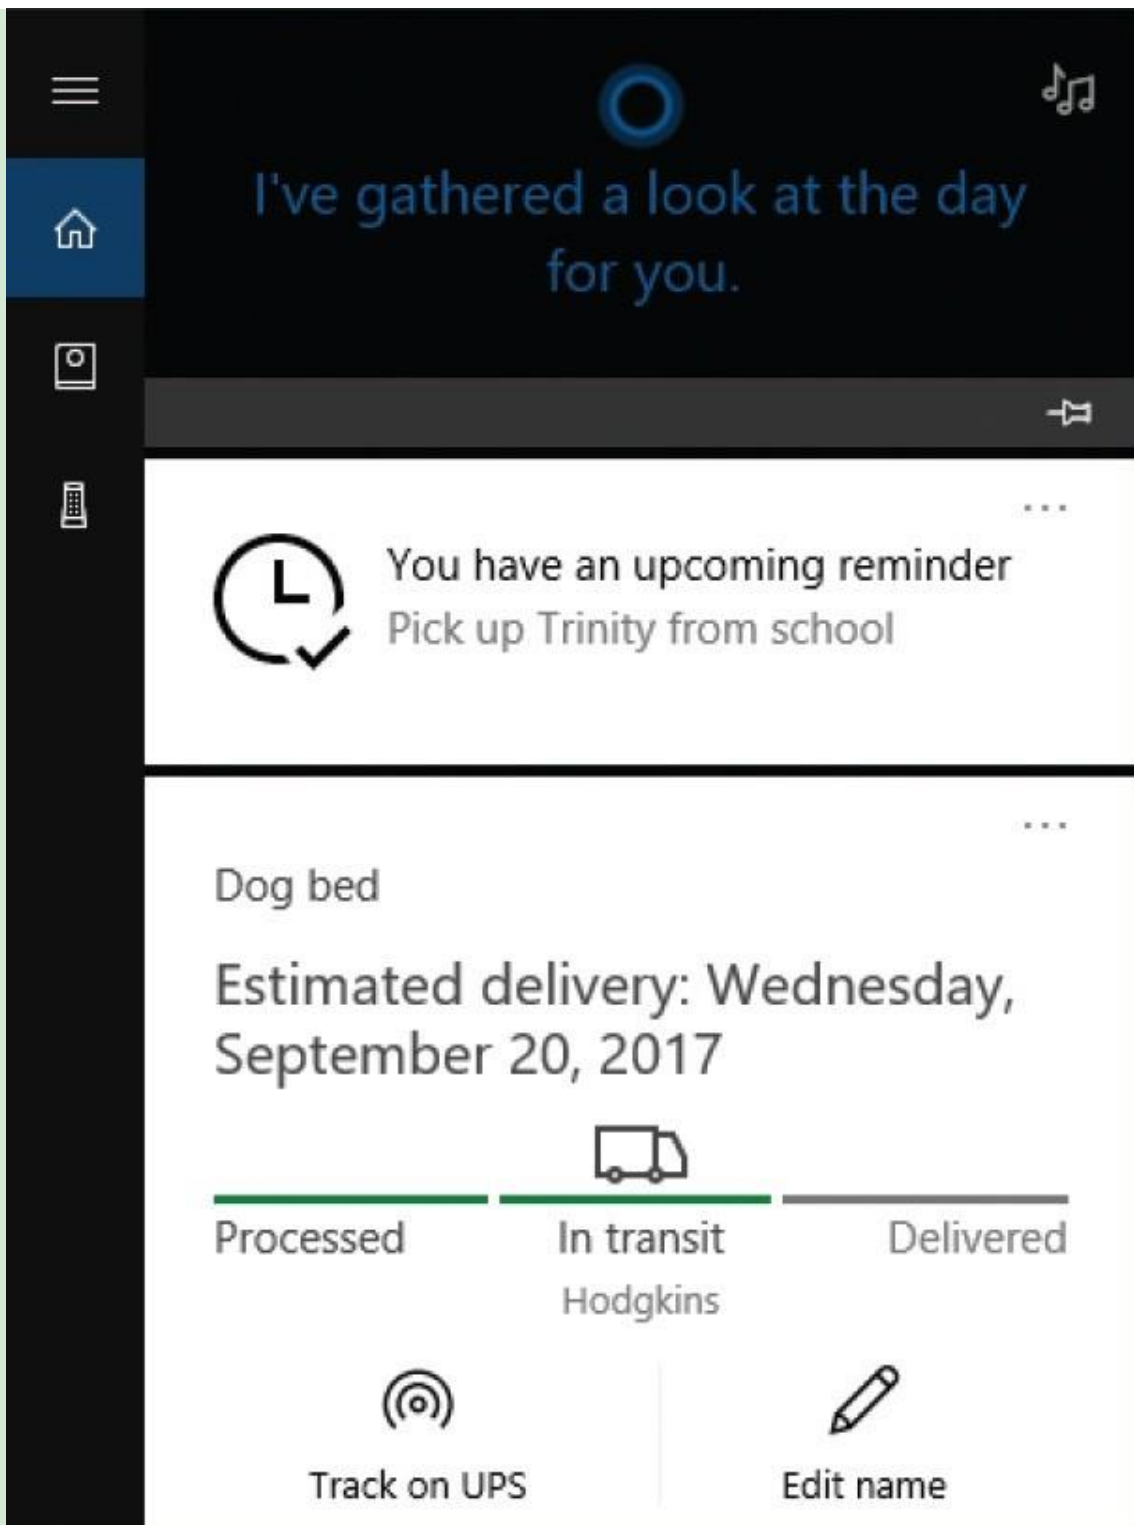 I've gathered a look at the day
for you.
You have an upcoming reminder
Pick up Trinity from school
Dog bed
Estimated delivery: Wednesday,
September 20, 2017
Processed
In transit
Delivered
Hodgkins
Track on UPS
Edit name